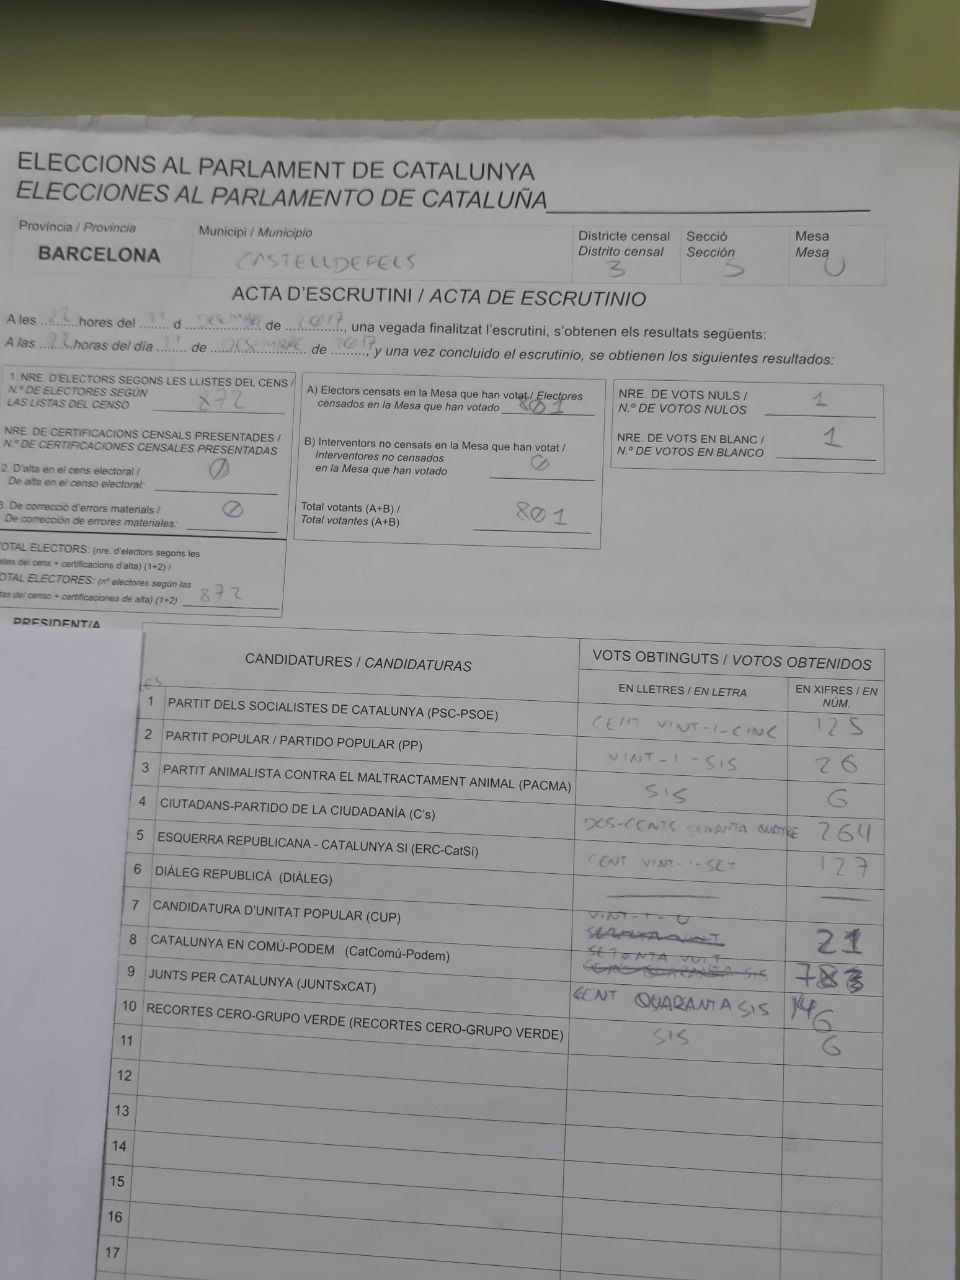 ELECCIONS AL PARLAMENT DE CATALUNYA
ELECCIONES AL PARLAMENTO DE CATALUÑA
Província / Provincia
BARCELONA
Municipi / Municipio
CASTELLDEFELS
Districte censal
Distrito censal
3
Secció
Sección
5
Mesa
Mesa
U
ACTA D'ESCRUTINI / ACTA DE ESCRUTINIO
A les 22 hores del 21 d DESEMBRE de 2017, una vegada finalitzat l'escrutini, s'obtenen els resultats següents:
A las 22 horas del día 21 de DESEMBRE de 2017, y una vez concluido el escrutinio, se obtienen los siguientes resultados:
1. NRE. D'ELECTORS SEGONS LES LLISTES DEL CENS /
N.º DE ELECTORES SEGÚN
LAS LISTAS DEL CENSO 872
NRE. DE CERTIFICACIONS CENSALS PRESENTADES /
N.º DE CERTIFICACIONES CENSALES PRESENTADAS
2. D'alta en el cens electoral /
De alta en el censo electoral: 0
3. De correcció d'errors materials /
De corrección de errores materiales: 0
TOTAL ELECTORS: (nre. d'electors segons les
llistes del cens + certificacions d'alta) (1+2) /
TOTAL ELECTORES: (nº electores según las
listas del censo + certificaciones de alta) (1+2) 872
A) Electors censats en la Mesa que han votat / Electores
censados en la Mesa que han votado 801
B) Interventors no censats en la Mesa que han votat /
Interventores no censados
en la Mesa que han votado 0
Total votants (A+B) /
Total votantes (A+B) 801
NRE. DE VOTS NULS /
N.º DE VOTOS NULOS 1
NRE. DE VOTS EN BLANC /
N.º DE VOTOS EN BLANCO 1
PRESIDENT/A
CANDIDATURES / CANDIDATURAS
VOTS OBTINGUTS / VOTOS OBTENIDOS
EN LLETRES / EN LETRA
EN XIFRES / EN NÚM.
1 PARTIT DELS SOCIALISTES DE CATALUNYA (PSC-PSOE) CENT VINT-I-CINC 125
2 PARTIT POPULAR / PARTIDO POPULAR (PP) VINT-I-SIS 26
3 PARTIT ANIMALISTA CONTRA EL MALTRACTAMENT ANIMAL (PACMA) SIS 6
4 CIUTADANS-PARTIDO DE LA CIUDADANÍA (C's) DOS-CENTS SEIXANTA QUATRE 264
5 ESQUERRA REPUBLICANA - CATALUNYA SI (ERC-CatSí) CENT VINT-I-SET 127
6 DIÀLEG REPUBLICÀ (DIÀLEG)
7 CANDIDATURA D'UNITAT POPULAR (CUP) VINT-I-U 21
8 CATALUNYA EN COMÚ-PODEM (CatComú-Podem) SETANTA VUIT 78
9 JUNTS PER CATALUNYA (JUNTSxCAT) CENT QUARANTA SIS 146
10 RECORTES CERO-GRUPO VERDE (RECORTES CERO-GRUPO VERDE) SIS 6
11
12
13
14
15
16
17